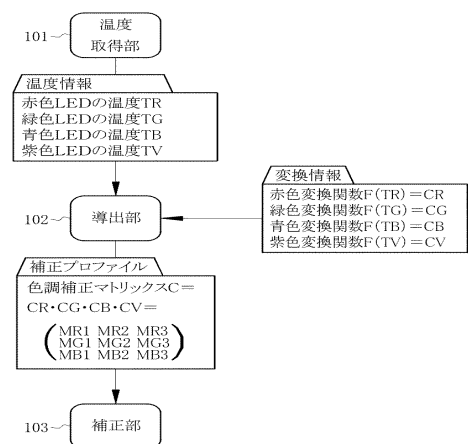 101
温度
取得部
温度情報
赤色LEDの温度TR
緑色LEDの温度TG
青色LEDの温度TB
紫色LEDの温度TV
変換情報
赤色変換関数F(TR)=CR
緑色変換関数F(TG)=CG
青色変換関数F(TB)=CB
紫色変換関数F(TV)=CV
102
導出部
補正プロファイル
色調補正マトリックスC=
CR・CG・CB・CV=
MR1 MR2 MR3
MG1 MG2 MG3
MB1 MB2 MB3
103
補正部